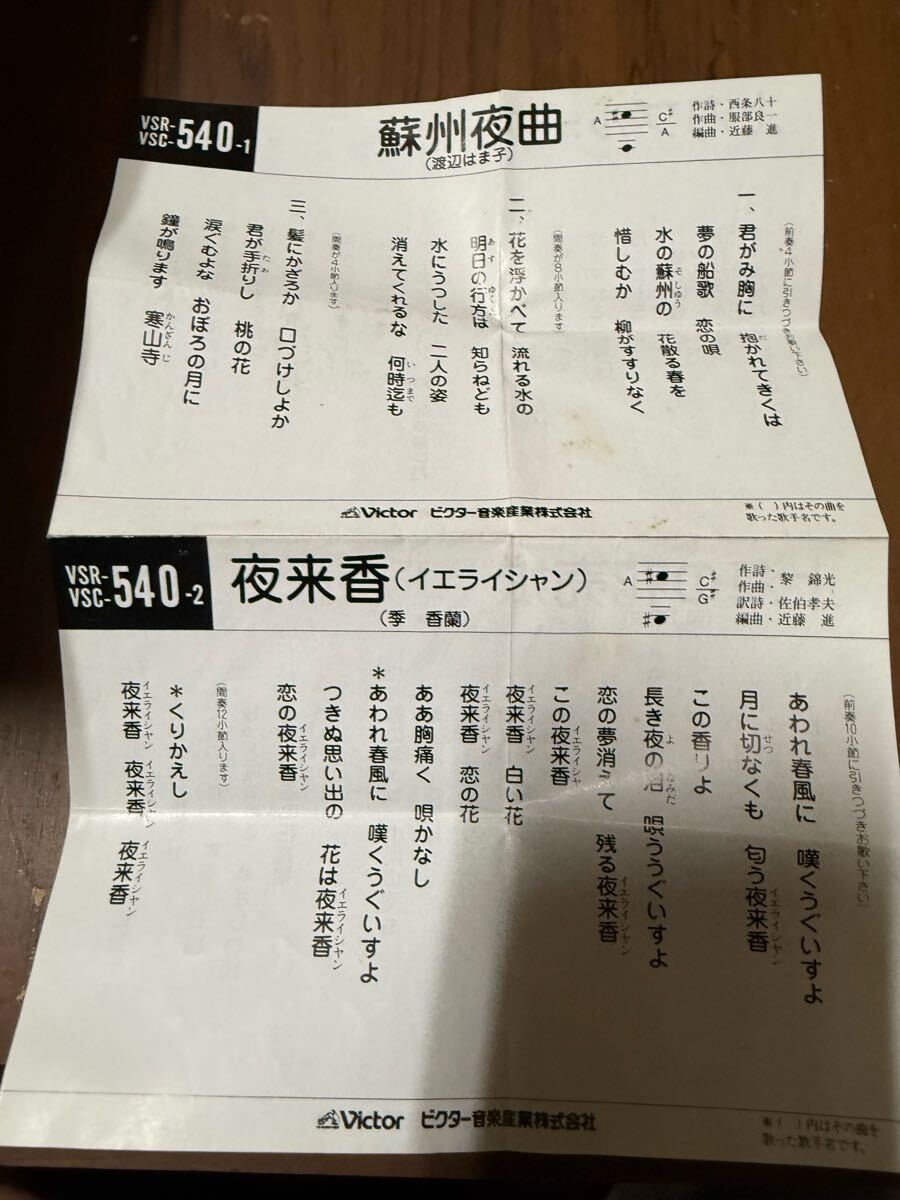 VSR-
VSC-540-1
蘇州夜曲
(渡辺はま子)
A
C♯
A
作詩・西条八十
作曲・服部良一
編曲・近藤 進
(前奏4小節に引きつづきお歌い下さい)
一、君がみ胸に 抱かれてきくは
夢の船歌 恋の唄
水の蘇州の 花散る春を
惜しむか 柳がすすりなく
(間奏が8小節入ります)
二、花を浮かべて 流れる水の
明日の行方は 知らねども
水にうつした 二人の姿
消えてくれるな 何時迄も
(間奏が4小節入ります)
三、髪にかざろか 口づけしよか
君が手折りし 桃の花
涙ぐむよな おぼろの月に
鐘が鳴ります 寒山寺
Victor ビクター音楽産業株式会社
※( )内はその曲を
歌った歌手名です。
VSR-
VSC-540-2
夜来香(イエライシャン)
(季 香蘭)
A
C♯
G♯
作詩・
作曲・黎 錦光
訳詩・佐伯孝夫
編曲・近藤 進
(前奏10小節に引きつづきお歌い下さい)
あわれ春風に 嘆くうぐいすよ
月に切なくも 匂う夜来香
この香りよ
長き夜の泪 唄ううぐいすよ
恋の夢消えて 残る夜来香
この夜来香
夜来香 白い花
夜来香 恋の花
ああ胸痛く 唄かなし
*あわれ春風に 嘆くうぐいすよ
つきぬ思い出の 花は夜来香
恋の夜来香
(間奏12小節入ります)
*くりかえし
夜来香 夜来香 夜来香
Victor ビクター音楽産業株式会社
※( )内はその曲を
歌った歌手名です。